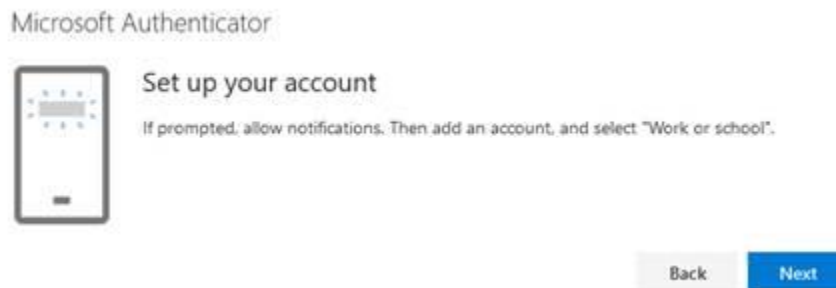 Microsoft Authenticator
Set up your account
If prompted, allow notifications. Then add an account, and select "Work or school".
Back
Next